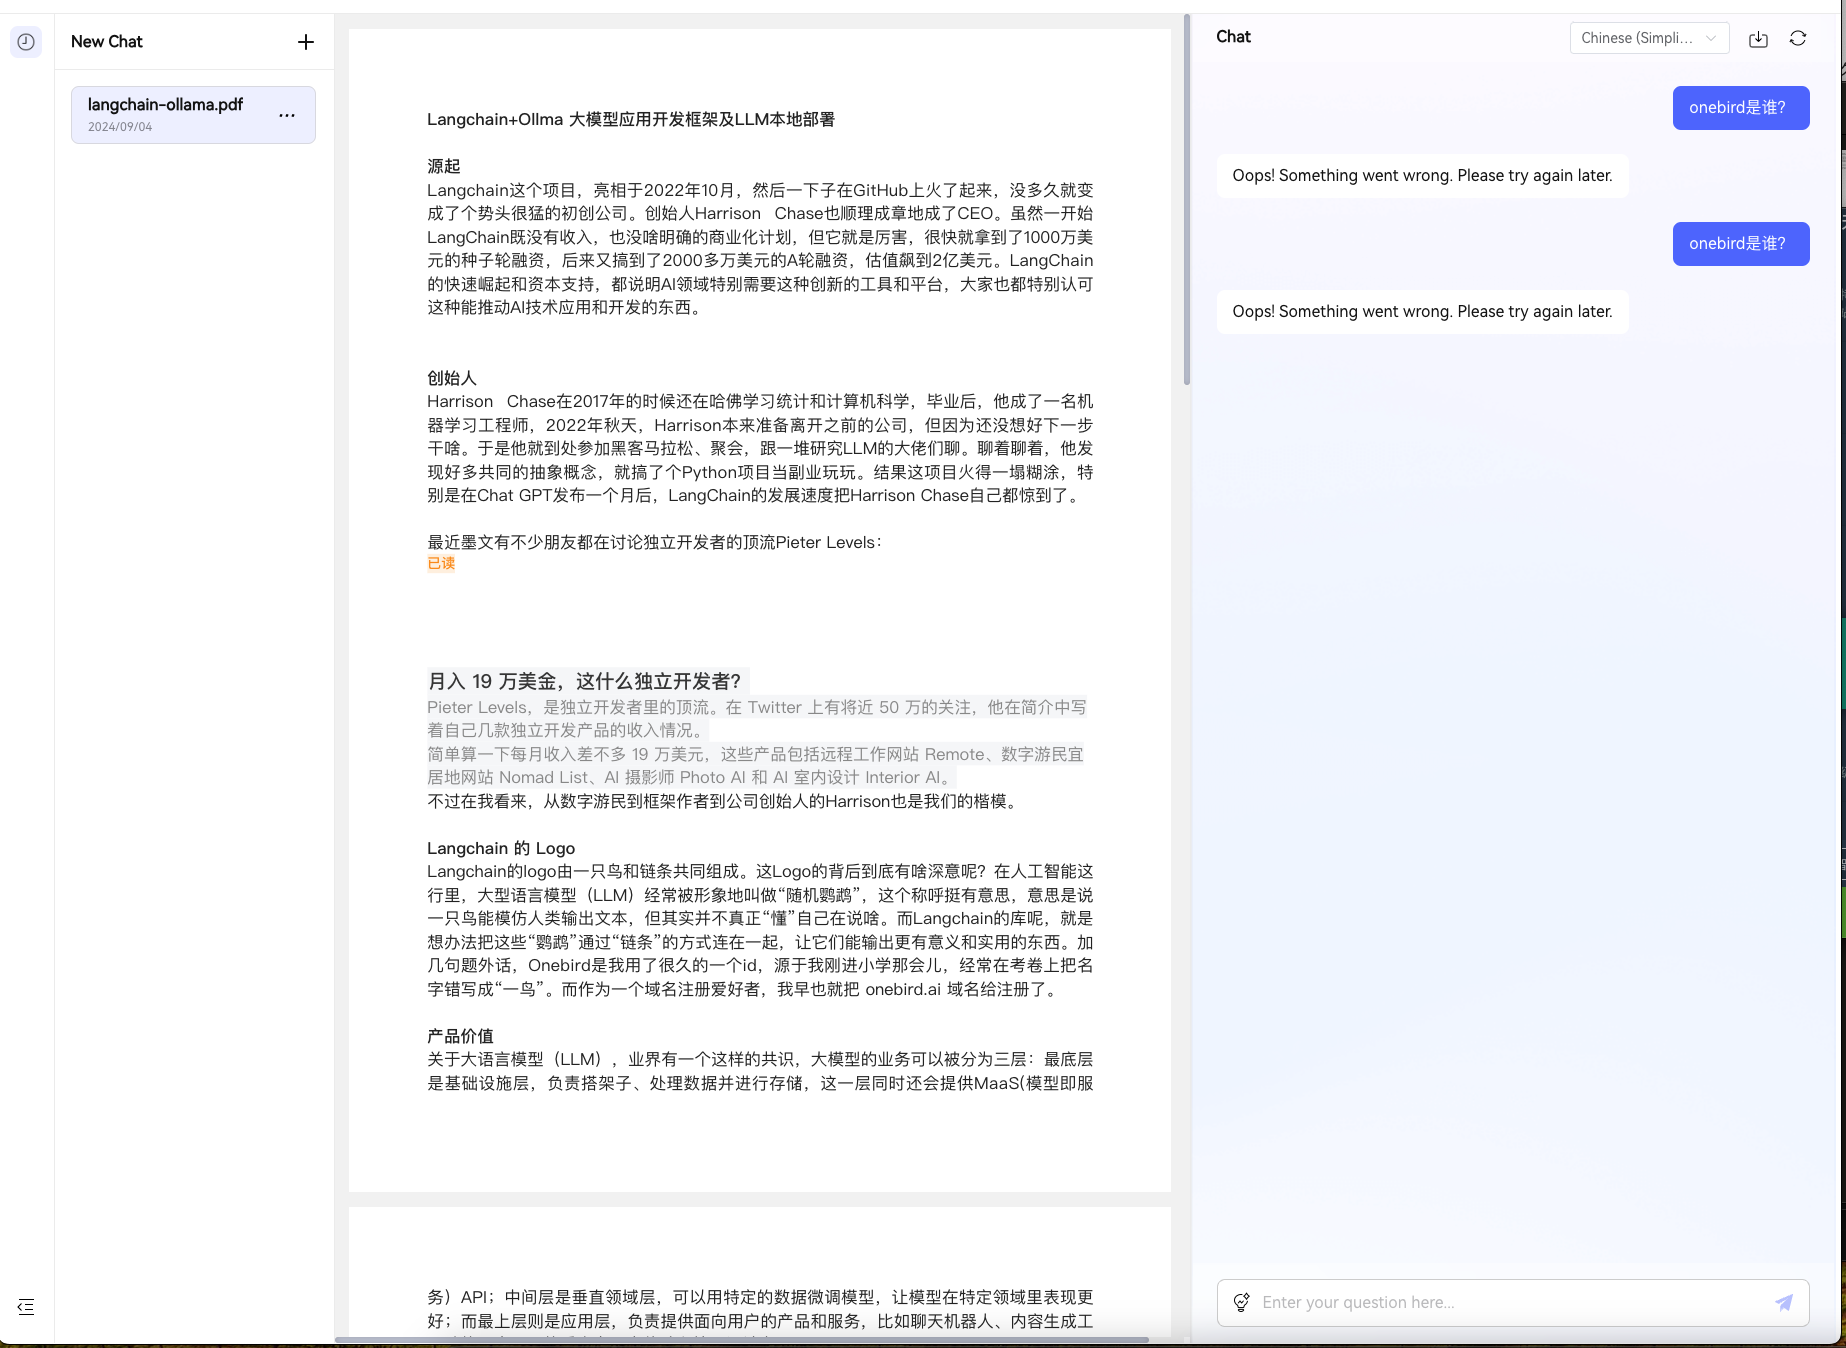 New Chat
langchain-ollama.pdf
2024/09/04
Langchain+Ollma 大模型应用开发框架及LLM本地部署
源起
Langchain这个项目，亮相于2022年10月，然后一下子在GitHub上火了起来，没多久就变
成了个势头很猛的初创公司。创始人Harrison Chase也顺理成章地成了CEO。虽然一开始
LangChain既没有收入，也没啥明确的商业化计划，但它就是厉害，很快就拿到了1000万美
元的种子轮融资，后来又搞到了2000多万美元的A轮融资，估值飙到2亿美元。LangChain
的快速崛起和资本支持，都说明AI领域特别需要这种创新的工具和平台，大家也都特别认可
这种能推动AI技术应用和开发的东西。
创始人
Harrison Chase在2017年的时候还在哈佛学习统计和计算机科学，毕业后，他成了一名机
器学习工程师，2022年秋天，Harrison本来准备离开之前的公司，但因为还没想好下一步
干啥。于是他就到处参加黑客马拉松、聚会，跟一堆研究LLM的大佬们聊。聊着聊着，他发
现好多共同的抽象概念，就搞了个Python项目当副业玩玩。结果这项目火得一塌糊涂，特
别是在Chat GPT发布一个月后，LangChain的发展速度把Harrison Chase自己都惊到了。
最近墨文有不少朋友都在讨论独立开发者的顶流Pieter Levels：
已读
月入 19 万美金，这什么独立开发者？
Pieter Levels，是独立开发者里的顶流。在 Twitter 上有将近 50 万的关注，他在简介中写
着自己几款独立开发产品的收入情况。
简单算一下每月收入差不多 19 万美元，这些产品包括远程工作网站 Remote、数字游民宜
居地网站 Nomad List、AI 摄影师 Photo AI 和 AI 室内设计 Interior AI。
不过在我看来，从数字游民到框架作者到公司创始人的Harrison也是我们的楷模。
Langchain 的 Logo
Langchain的logo由一只鸟和链条共同组成。这Logo的背后到底有啥深意呢？在人工智能这
行里，大型语言模型（LLM）经常被形象地叫做“随机鹦鹉”，这个称呼挺有意思，意思是说
一只鸟能模仿人类输出文本，但其实并不真正“懂”自己在说啥。而Langchain的库呢，就是
想办法把这些“鹦鹉”通过“链条”的方式连在一起，让它们能输出更有意义和实用的东西。加
几句题外话，Onebird是我用了很久的一个id，源于我刚进小学那会儿，经常在考卷上把名
字错写成“一鸟”。而作为一个域名注册爱好者，我早也就把 onebird.ai 域名给注册了。
产品价值
关于大语言模型（LLM），业界有一个这样的共识，大模型的业务可以被分为三层：最底层
是基础设施层，负责搭架子、处理数据并进行存储，这一层同时还会提供MaaS(模型即服
务）API；中间层是垂直领域层，可以用特定的数据微调模型，让模型在特定领域里表现更
好；而最上层则是应用层，负责提供面向用户的产品和服务，比如聊天机器人、内容生成工
Chat
Chinese (Simpli...
onebird是谁?
Oops! Something went wrong. Please try again later.
onebird是谁?
Oops! Something went wrong. Please try again later.
Enter your question here...